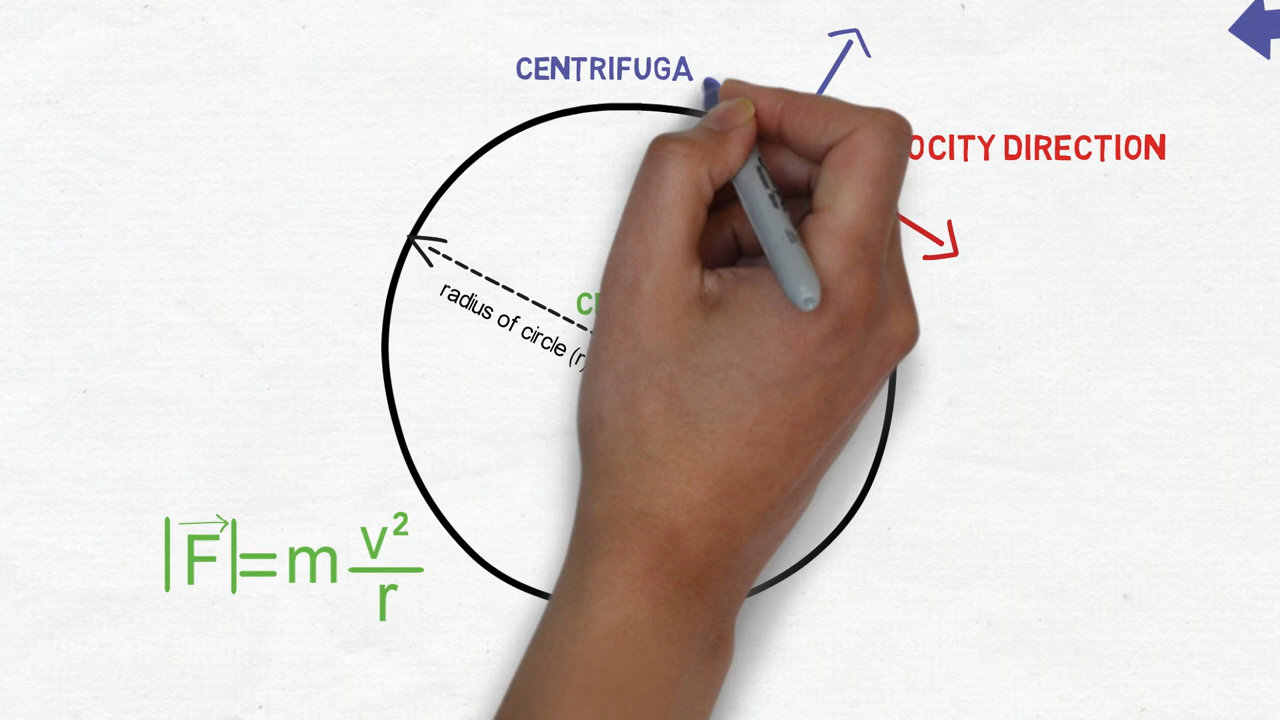 CENTRIFUGA
OCITY DIRECTION
radius of circle (r)
|F⃗|=m v²/r